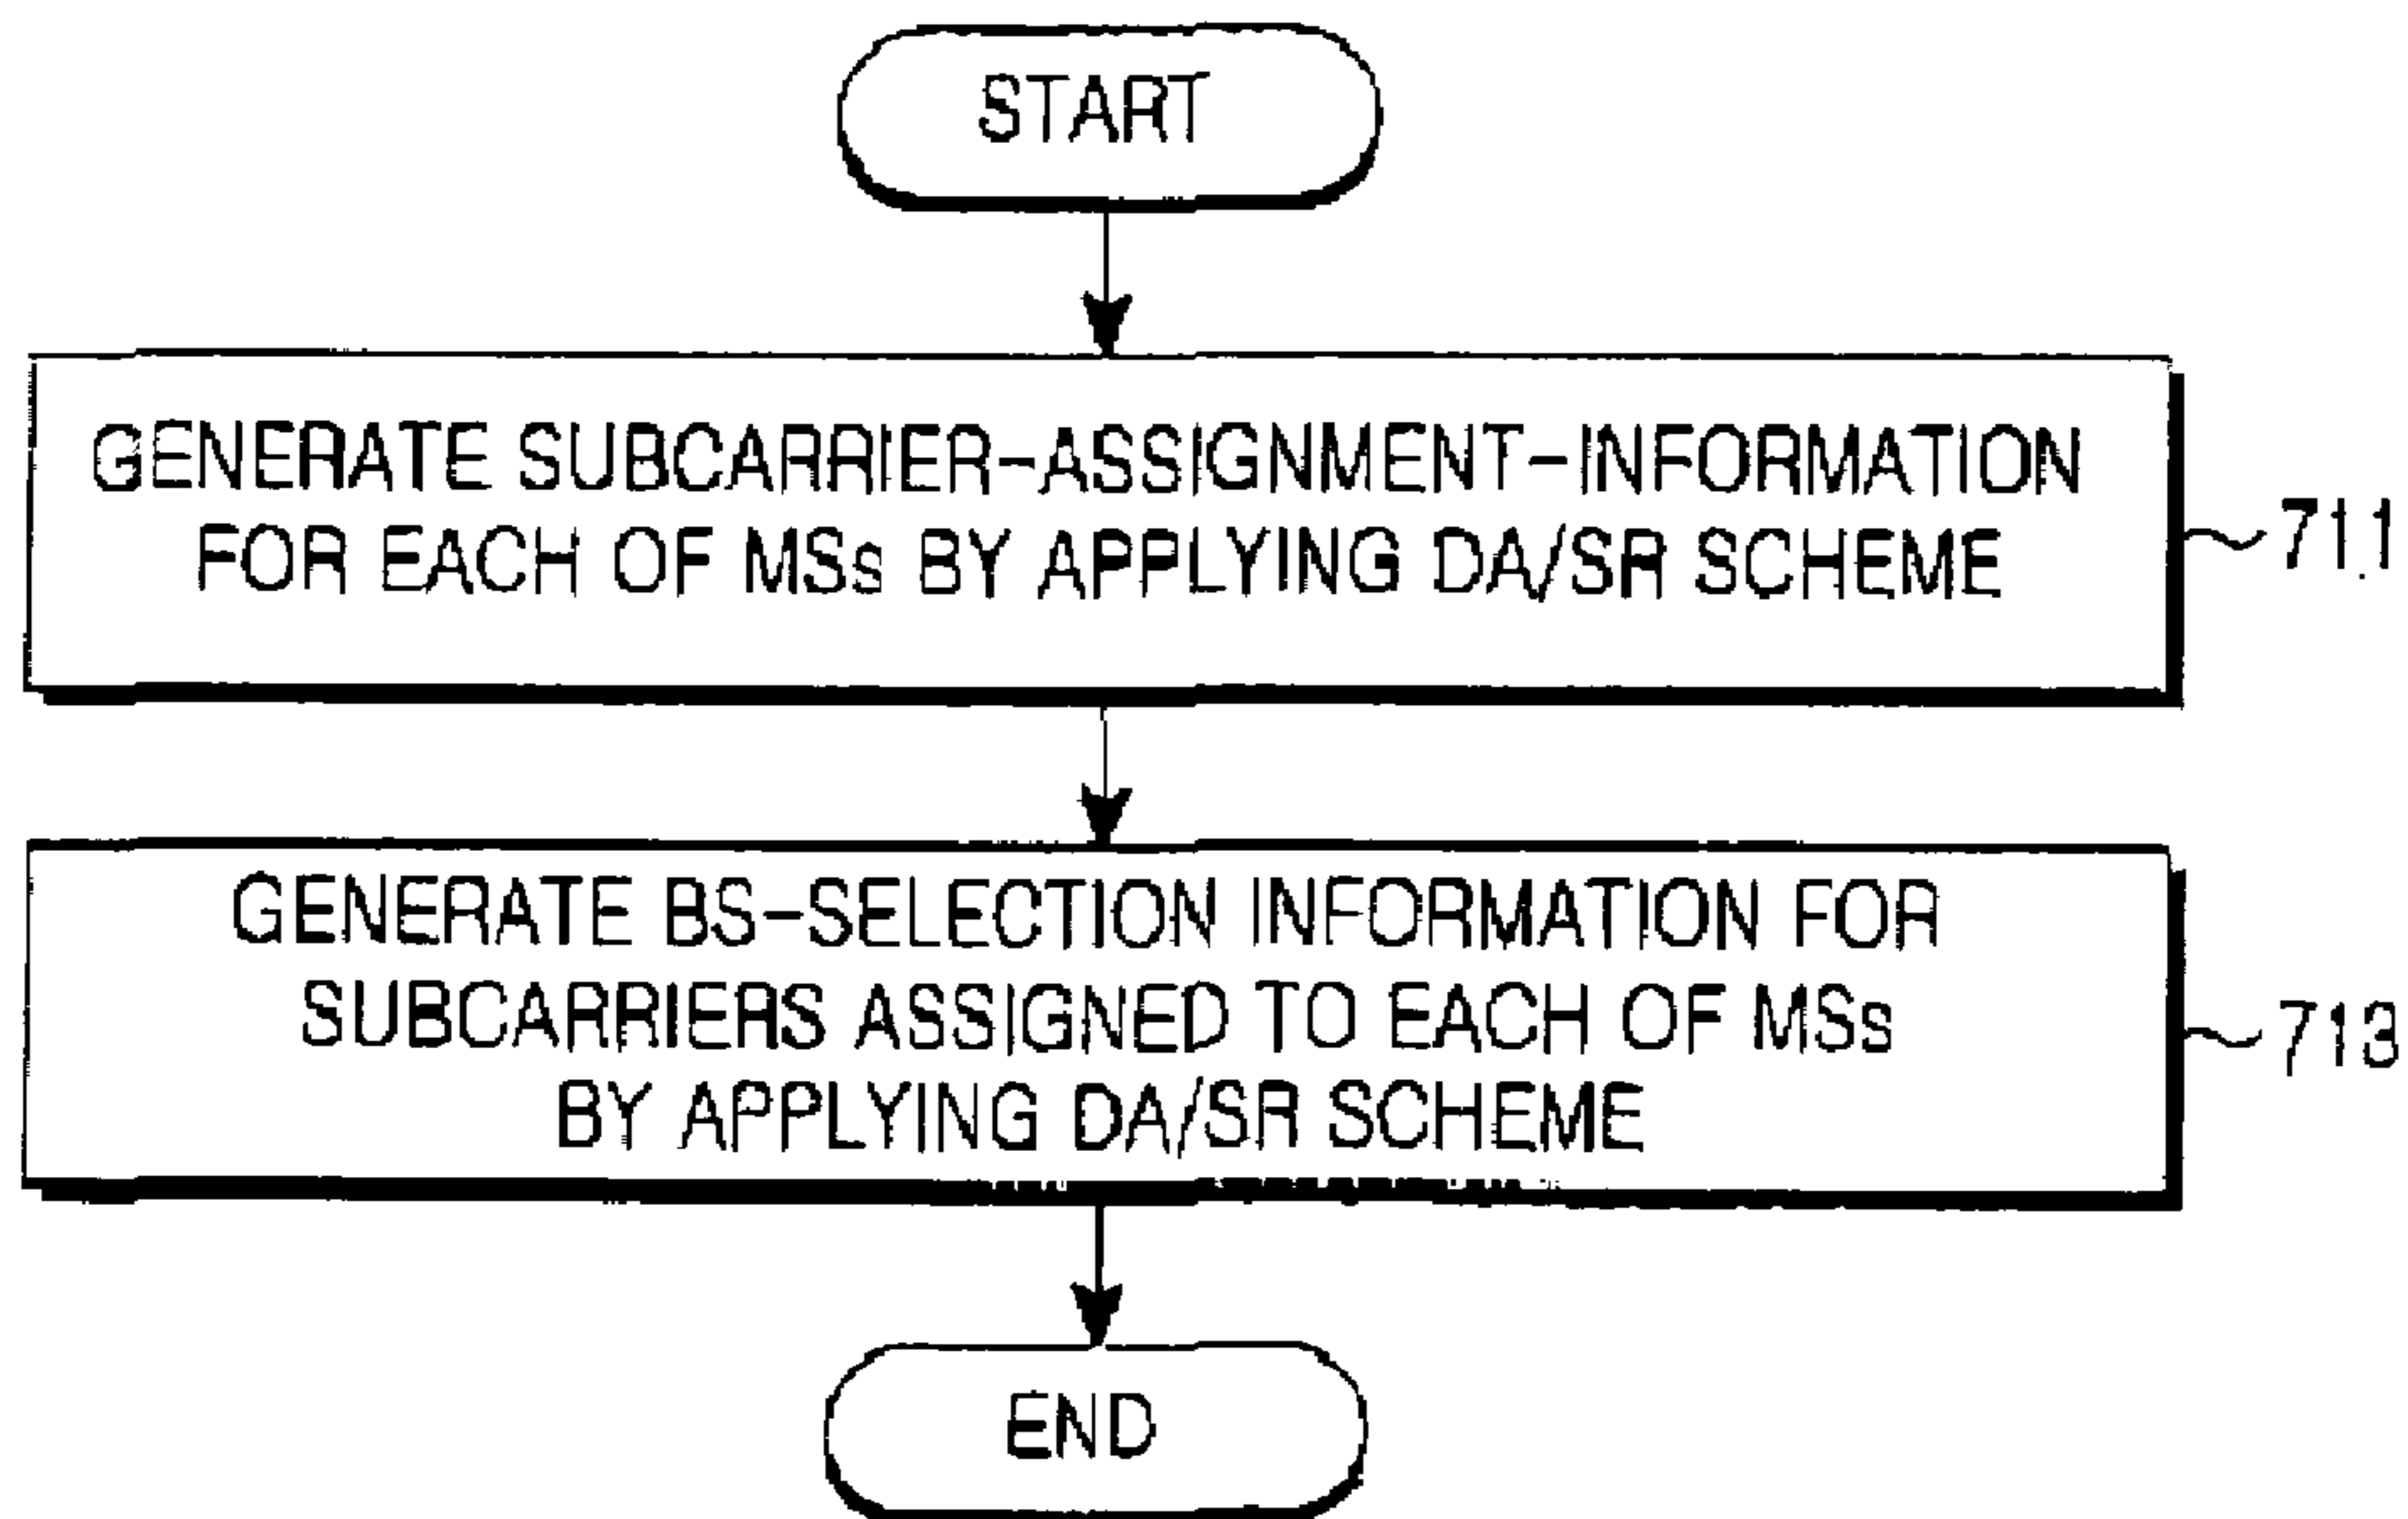 START
GENERATE SUBCARRIER-ASSIGNMENT-INFORMATION
FOR EACH OF MSs BY APPLYING DA/SR SCHEME
711
GENERATE BS-SELECTION INFORMATION FOR
SUBCARRIERS ASSIGNED TO EACH OF MSs
BY APPLYING DA/SR SCHEME
713
END